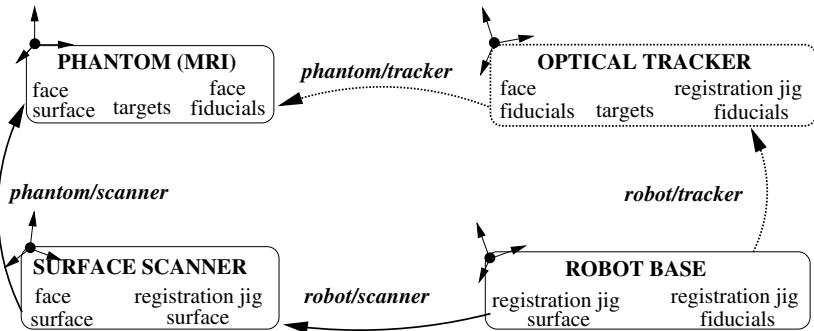 PHANTOM (MRI)
face surface
targets
face fiducials
phantom/tracker
OPTICAL TRACKER
face fiducials
targets
registration jig fiducials
phantom/scanner
robot/tracker
SURFACE SCANNER
face surface
registration jig surface
robot/scanner
ROBOT BASE
registration jig surface
registration jig fiducials